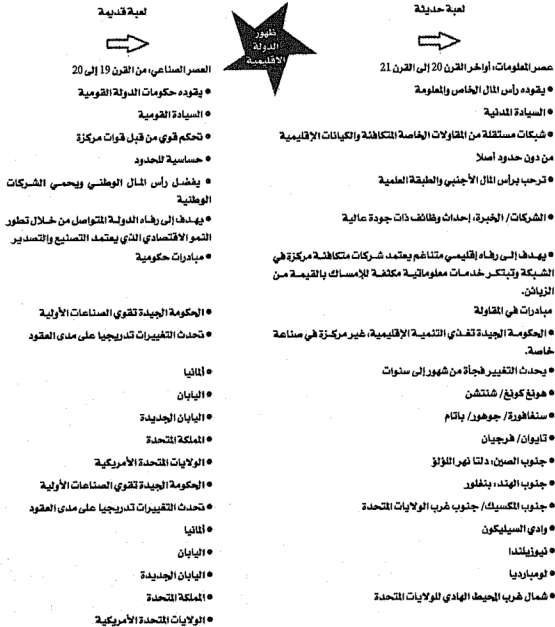 لعبة حديثة
عصر المعلومات: أواخر القرن 20 إلى القرن 21
• يقوده رأس المال الخاص والمعلومة
• السيادة المدنية
• شبكات مستقلة من المقاولات الخاصة المتكافئة والكيانات الإقليمية
من دون حدود أصلا
• ترحب برأس المال الأجنبي والطبقة العلمية
• الشركات/ الخبرة، إحداث وظائف ذات جودة عالية
• يهدف إلى رفاه إقليمي متناغم يعتمد شركات متكافئة مركزة في
الشبكة وتبتكر خدمات معلوماتية مكثفة للإمساك بالقيمة من
الزبائن.
مبادرات في المقاولة
• الحكومة الجيدة تغذي التنمية الإقليمية، غير مركزة في صناعة
خاصة.
• يحدث التغيير فجأة من شهور إلى سنوات
• هونغ كونغ/ شنتشن
• سنغافورة/ جوهور/ باتام
• تايوان/ فرجيان
• جنوب الصين: دلتا نهر اللؤلؤ
• جنوب الهند: بنغلور
• جنوب المكسيك/ جنوب غرب الولايات المتحدة
• وادي السيليكون
• نيوزيلندا
• لومبارديا
• شمال غرب المحيط الهادي للولايات المتحدة
ظهور
الدولة
الإقليمية
لعبة قديمة
العصر الصناعي: من القرن 19 إلى 20
• يقوده حكومات الدولة القومية
• السيادة القومية
• تحكم قوي من قبل قوات مركزة
• حساسية للحدود
• يفضل رأس المال الوطني ويحمي الشركات
الوطنية
• يهدف إلى رفاه الدولة المتواصل من خلال تطور
النمو الاقتصادي الذي يعتمد التصنيع والتصدير
• مبادرات حكومية
• الحكومة الجيدة تقوي الصناعات الأولية
• تحدث التغييرات تدريجيا على مدى العقود
• ألمانيا
• اليابان
• اليابان الجديدة
• المملكة المتحدة
• الولايات المتحدة الأمريكية
• الحكومة الجيدة تقوي الصناعات الأولية
• تحدث التغييرات تدريجيا على مدى العقود
• ألمانيا
• اليابان
• اليابان الجديدة
• المملكة المتحدة
• الولايات المتحدة الأمريكية